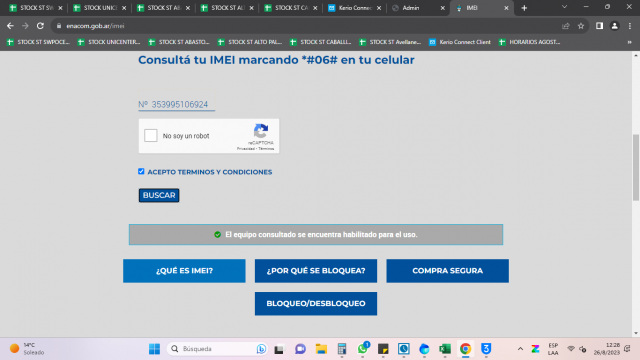 STOCK ST SW
STOCK UNIC
STOCK ST AB
STOCK ST AL
STOCK ST CA
Kerio Connect
Admin
IMEI
enacom.gob.ar/imei
STOCK ST SWPOCE...
STOCK UNICENTER...
STOCK ST ABASTO...
STOCK ST ALTO PAL...
STOCK ST CABALLI...
STOCK ST Avellane...
Kerio Connect Client
HORARIOS AGOST...
Consultá tu IMEI marcando *#06# en tu celular
Nº 353995106924
No soy un robot
reCAPTCHA
Privacidad - Términos
ACEPTO TERMINOS Y CONDICIONES
BUSCAR
El equipo consultado se encuentra habilitado para el uso.
¿QUÉ ES IMEI?
¿POR QUÉ SE BLOQUEA?
COMPRA SEGURA
BLOQUEO/DESBLOQUEO
14°C
Soleado
Búsqueda
1
ESP
LAA
12:28
26/8/2023